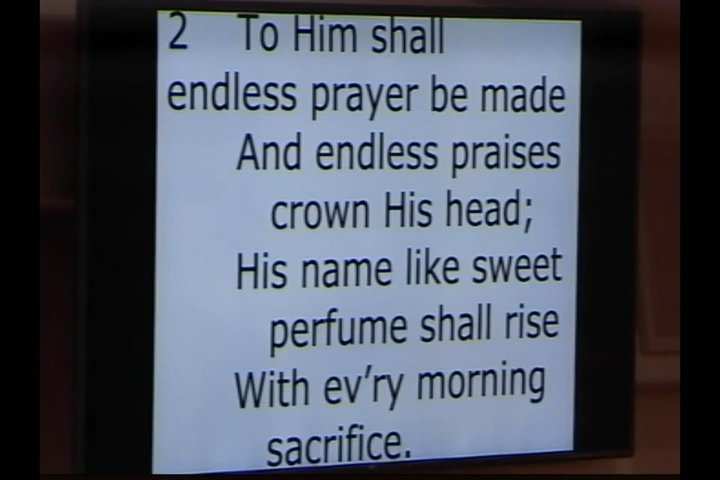 2 To Him shall
endless prayer be made
And endless praises
crown His head;
His name like sweet
perfume shall rise
With ev'ry morning
sacrifice.